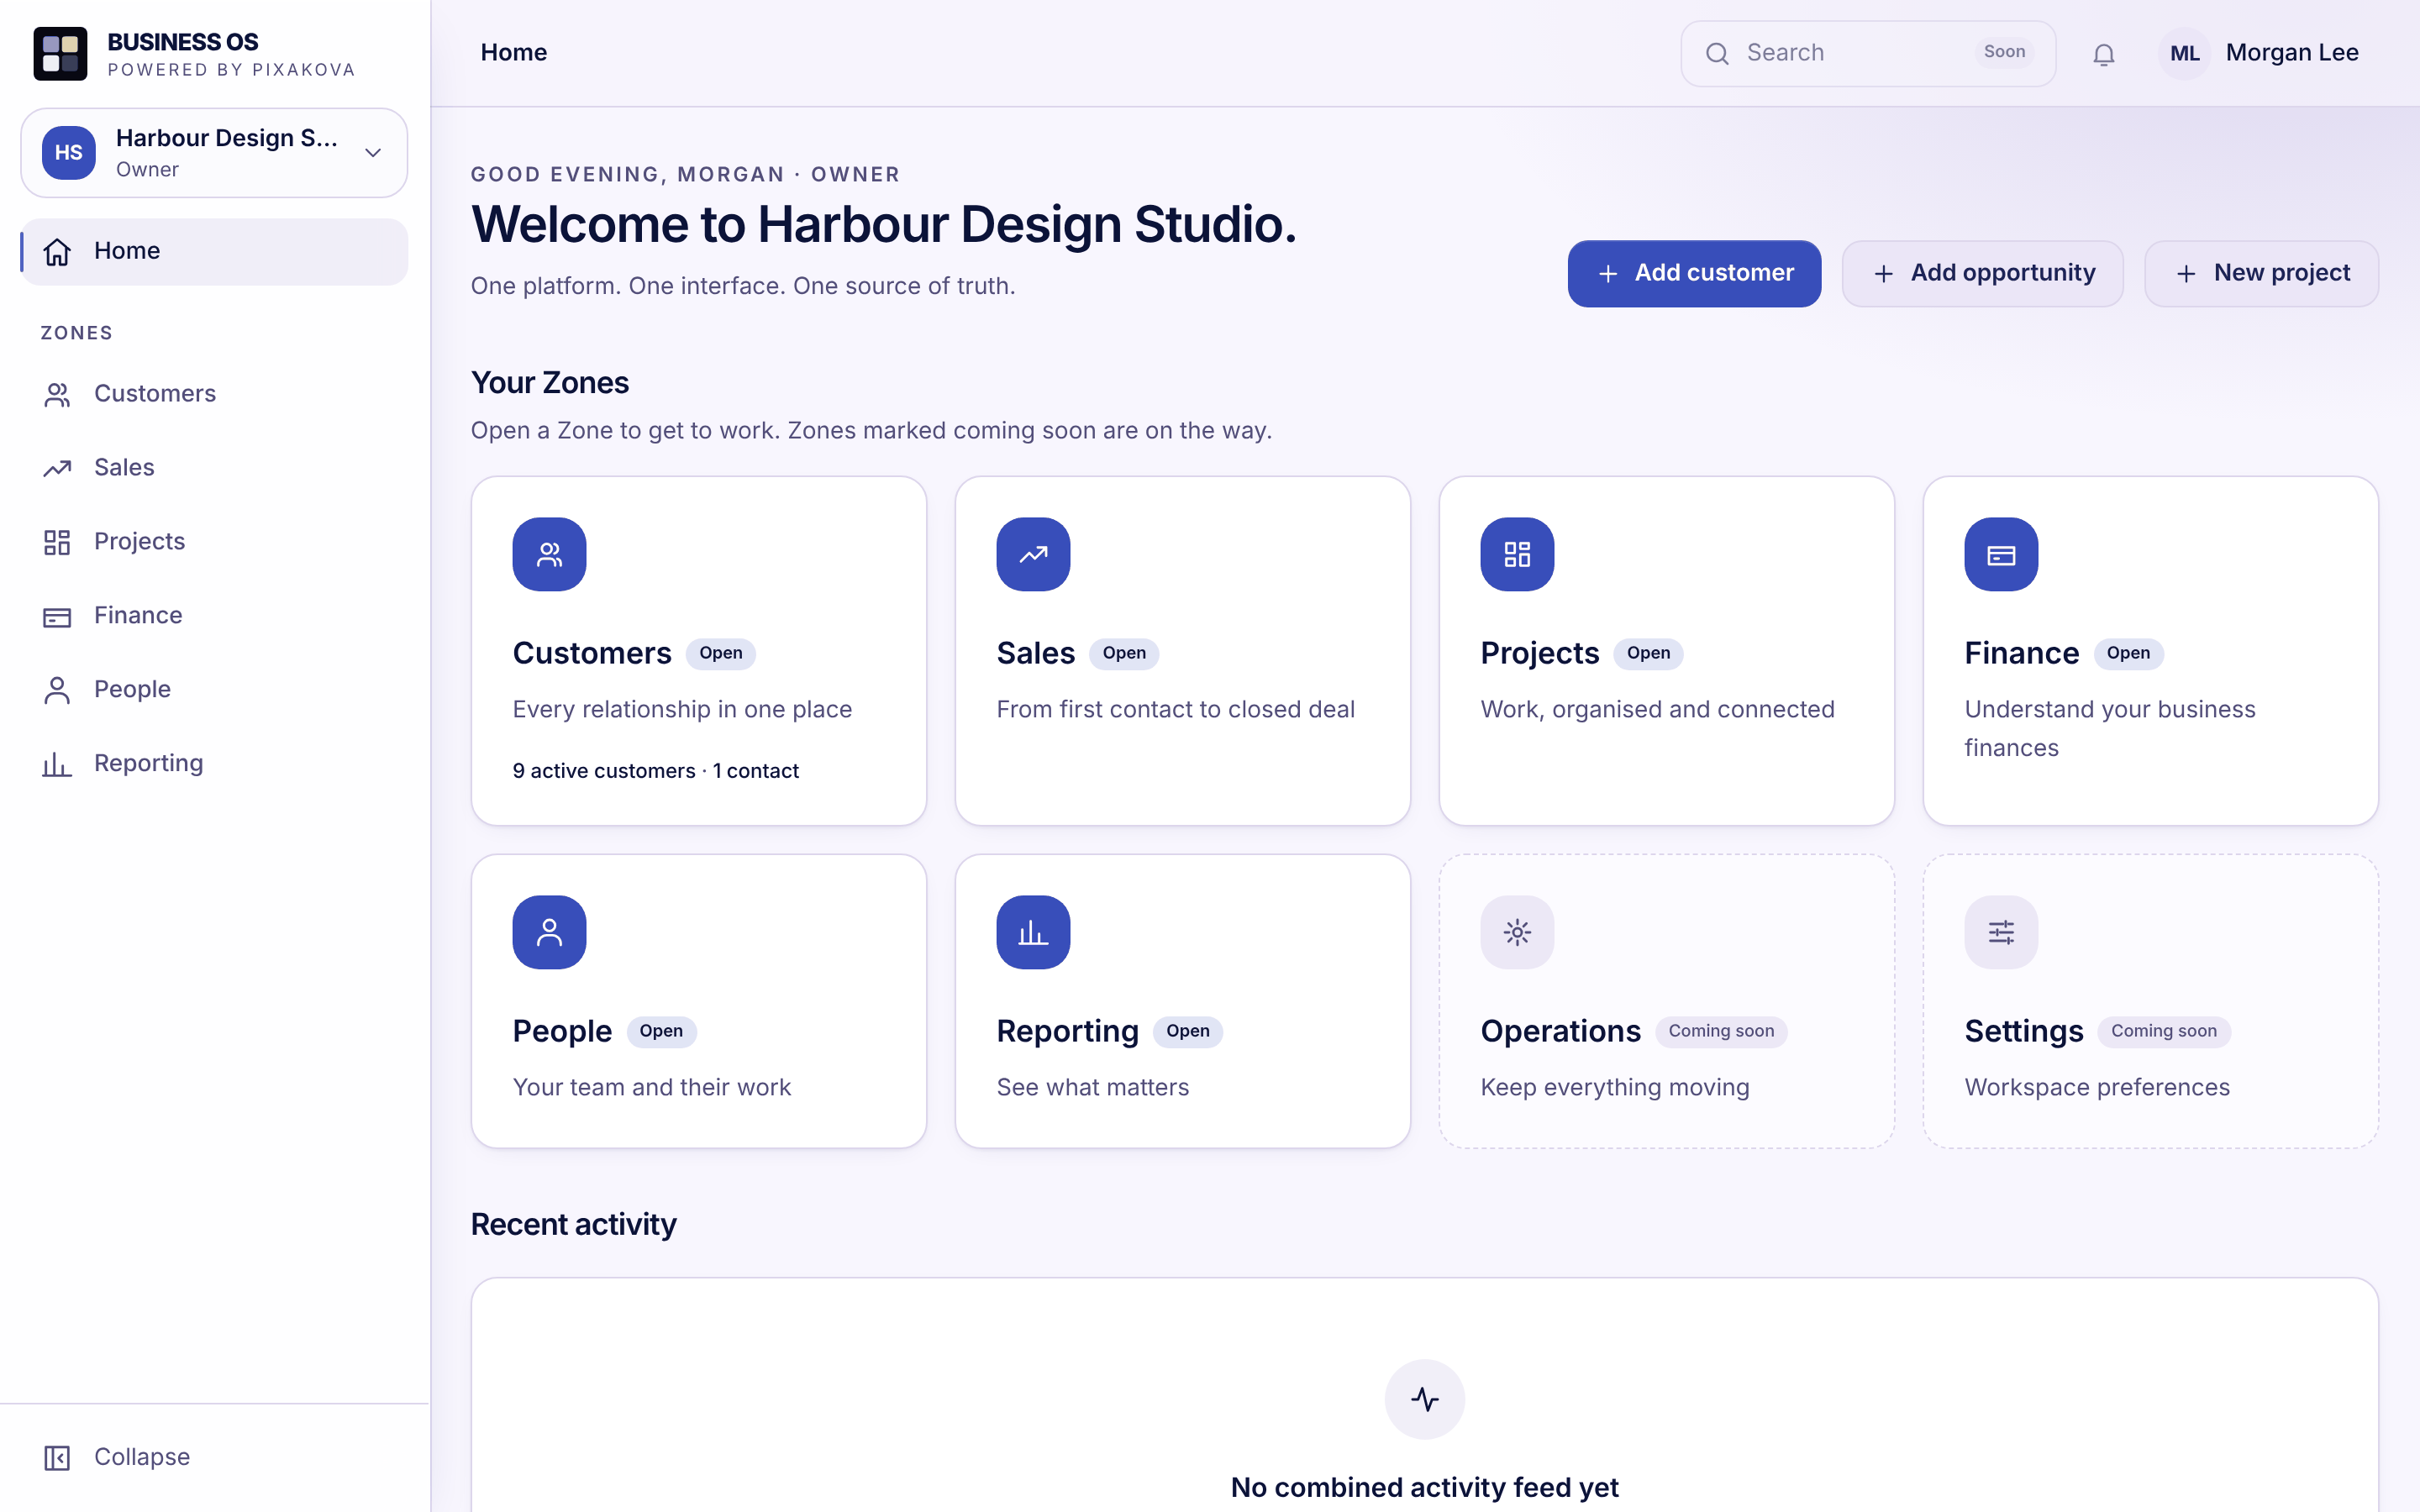 BUSINESS OS
POWERED BY PIXAKOVA
HS
Harbour Design S...
Owner
Home
ZONES
Customers
Sales
Projects
Finance
People
Reporting
Collapse
Home
Search
Soon
ML
Morgan Lee
GOOD EVENING, MORGAN · OWNER
Welcome to Harbour Design Studio.
One platform. One interface. One source of truth.
Add customer
Add opportunity
New project
Your Zones
Open a Zone to get to work. Zones marked coming soon are on the way.
Customers Open
Every relationship in one place
9 active customers · 1 contact
Sales Open
From first contact to closed deal
Projects Open
Work, organised and connected
Finance Open
Understand your business
finances
People Open
Your team and their work
Reporting Open
See what matters
Operations Coming soon
Keep everything moving
Settings Coming soon
Workspace preferences
Recent activity
No combined activity feed yet